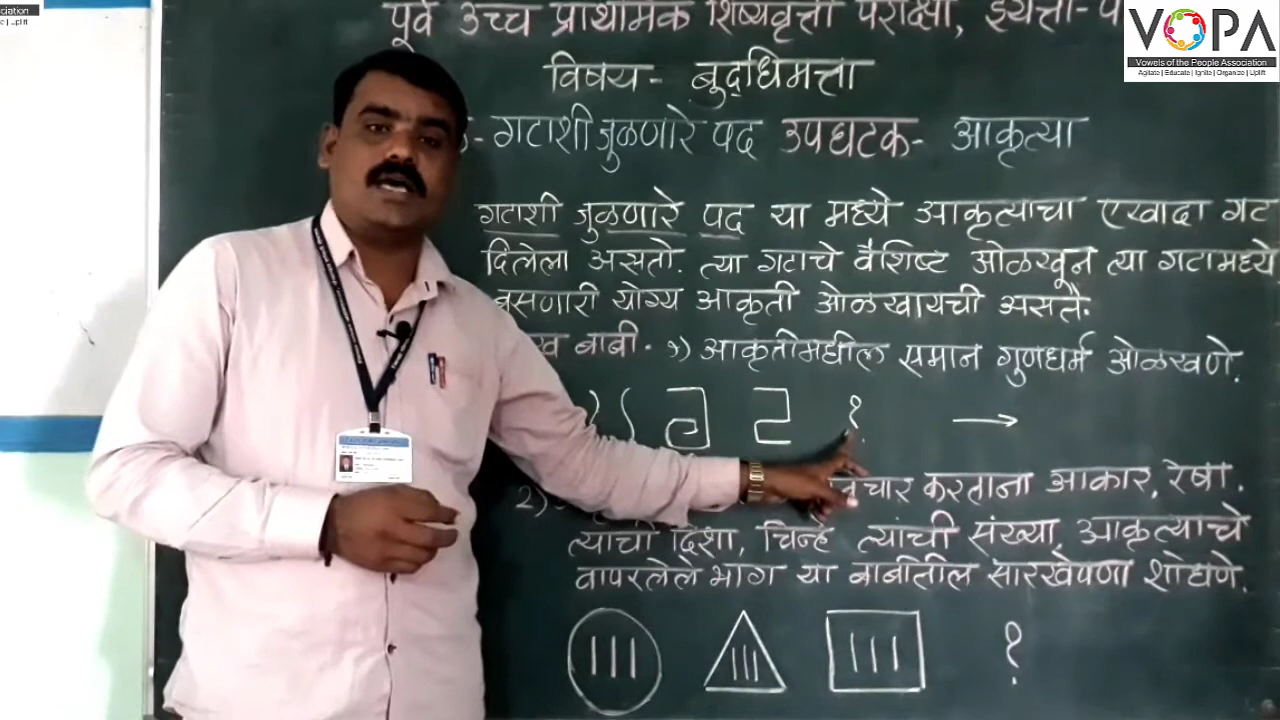 पूर्व उच्च प्राथमिक शिष्यवृत्ती परीक्षा, इयत्ता-
विषय- बुद्धिमत्ता
- गटाशी जुळणारे पद उपघटक- आकृत्या
गटाशी जुळणारे पद या मध्ये आकृत्याचा एखादा गट
दिलेला असतो. त्या गटाचे वैशिष्ट ओळखून त्या गटामध्ये
बसणारी योग्य आकृती ओळखायची असते.
बाबी. १) आकृतीमधील समान गुणधर्म ओळखणे.
? →
2) विचार करताना आकार, रेषा.
त्यांची दिशा, चिन्हे त्यांची संख्या, आकृत्याचे
वापरलेले भाग या बाबीतील सारखेपणा शोधणे.
?
VOPA
Vowels of the People Association
Agitate | Educate | Ignite | Organize | Uplift